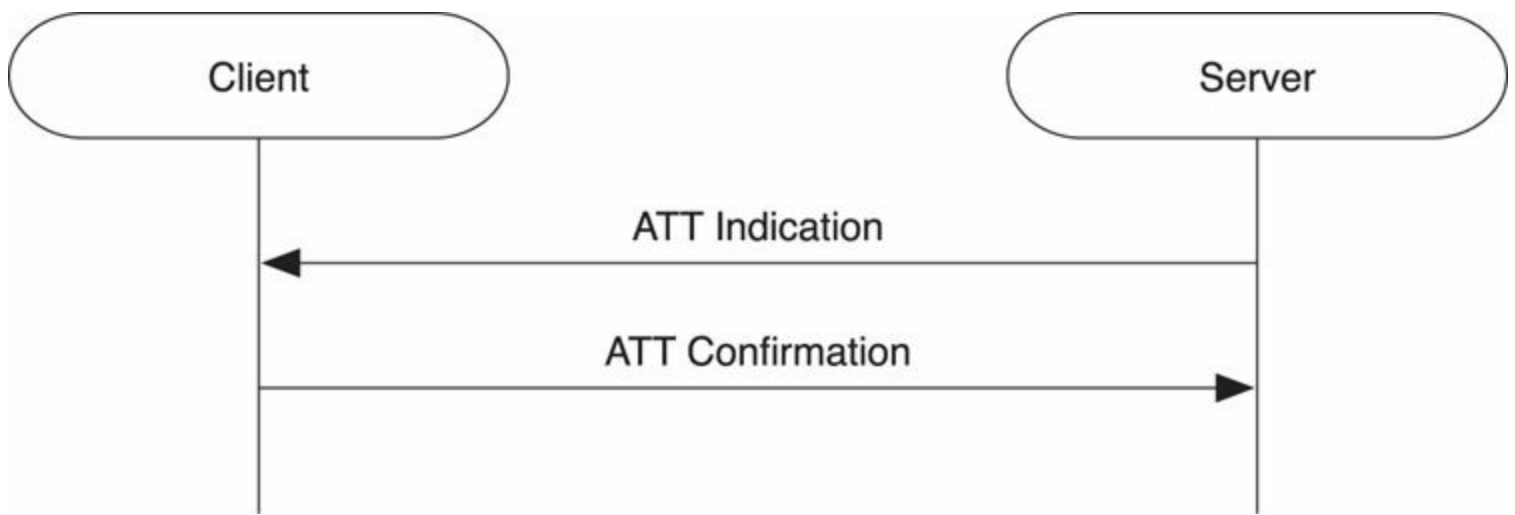 Client
Server
ATT Indication
ATT Confirmation